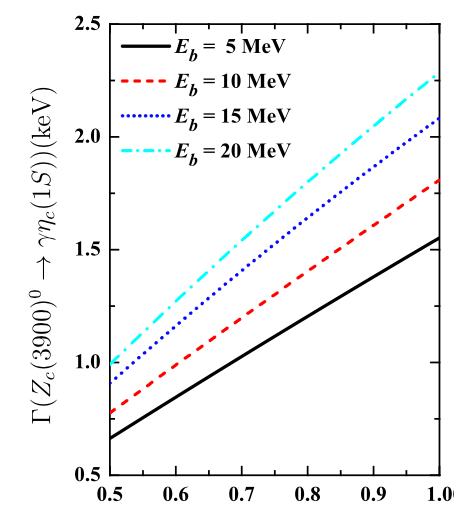 2.5
2.0
1.5
1.0
0.5
Γ(Z_c(3900)^0 → γη_c(1S))(keV)
E_b = 5 MeV
E_b = 10 MeV
E_b = 15 MeV
E_b = 20 MeV
0.5 0.6 0.7 0.8 0.9 1.0